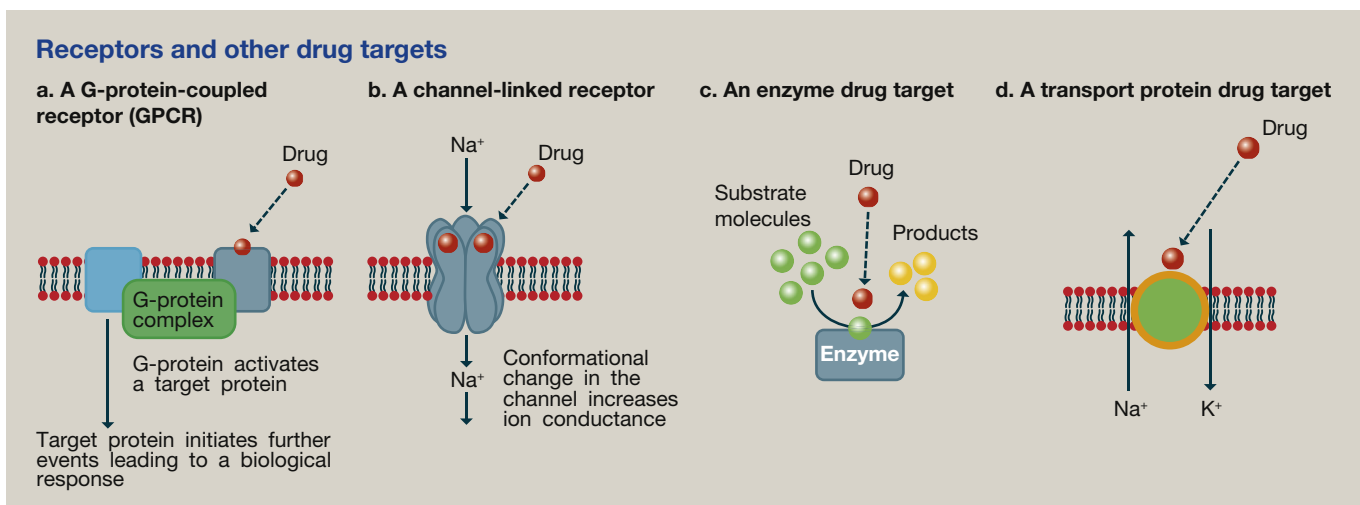 Receptors and other drug targets
a. A G-protein-coupled
receptor (GPCR)
Drug
G-protein
complex
G-protein activates
a target protein
Target protein initiates further
events leading to a biological
response
b. A channel-linked receptor
Na⁺
Drug
Na⁺
Conformational
change in the
channel increases
ion conductance
c. An enzyme drug target
Drug
Substrate
molecules
Products
Enzyme
d. A transport protein drug target
Drug
Na⁺
K⁺